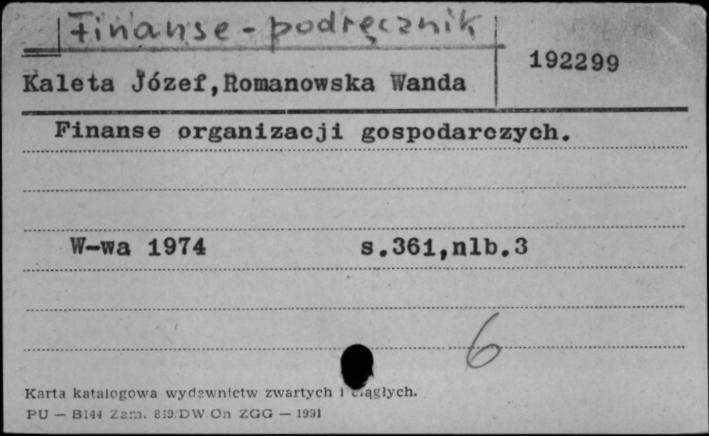 Finanse - podręcznik
192299
Kaleta Józef,Romanowska Wanda
Finanse organizacji gospodarczych.
W-wa 1974 s.361,nlb.3
6
Karta katalogowa wydawnictw zwartych i ciągłych.
PU — B144 Zam. 819/DW On ZGG — 1991